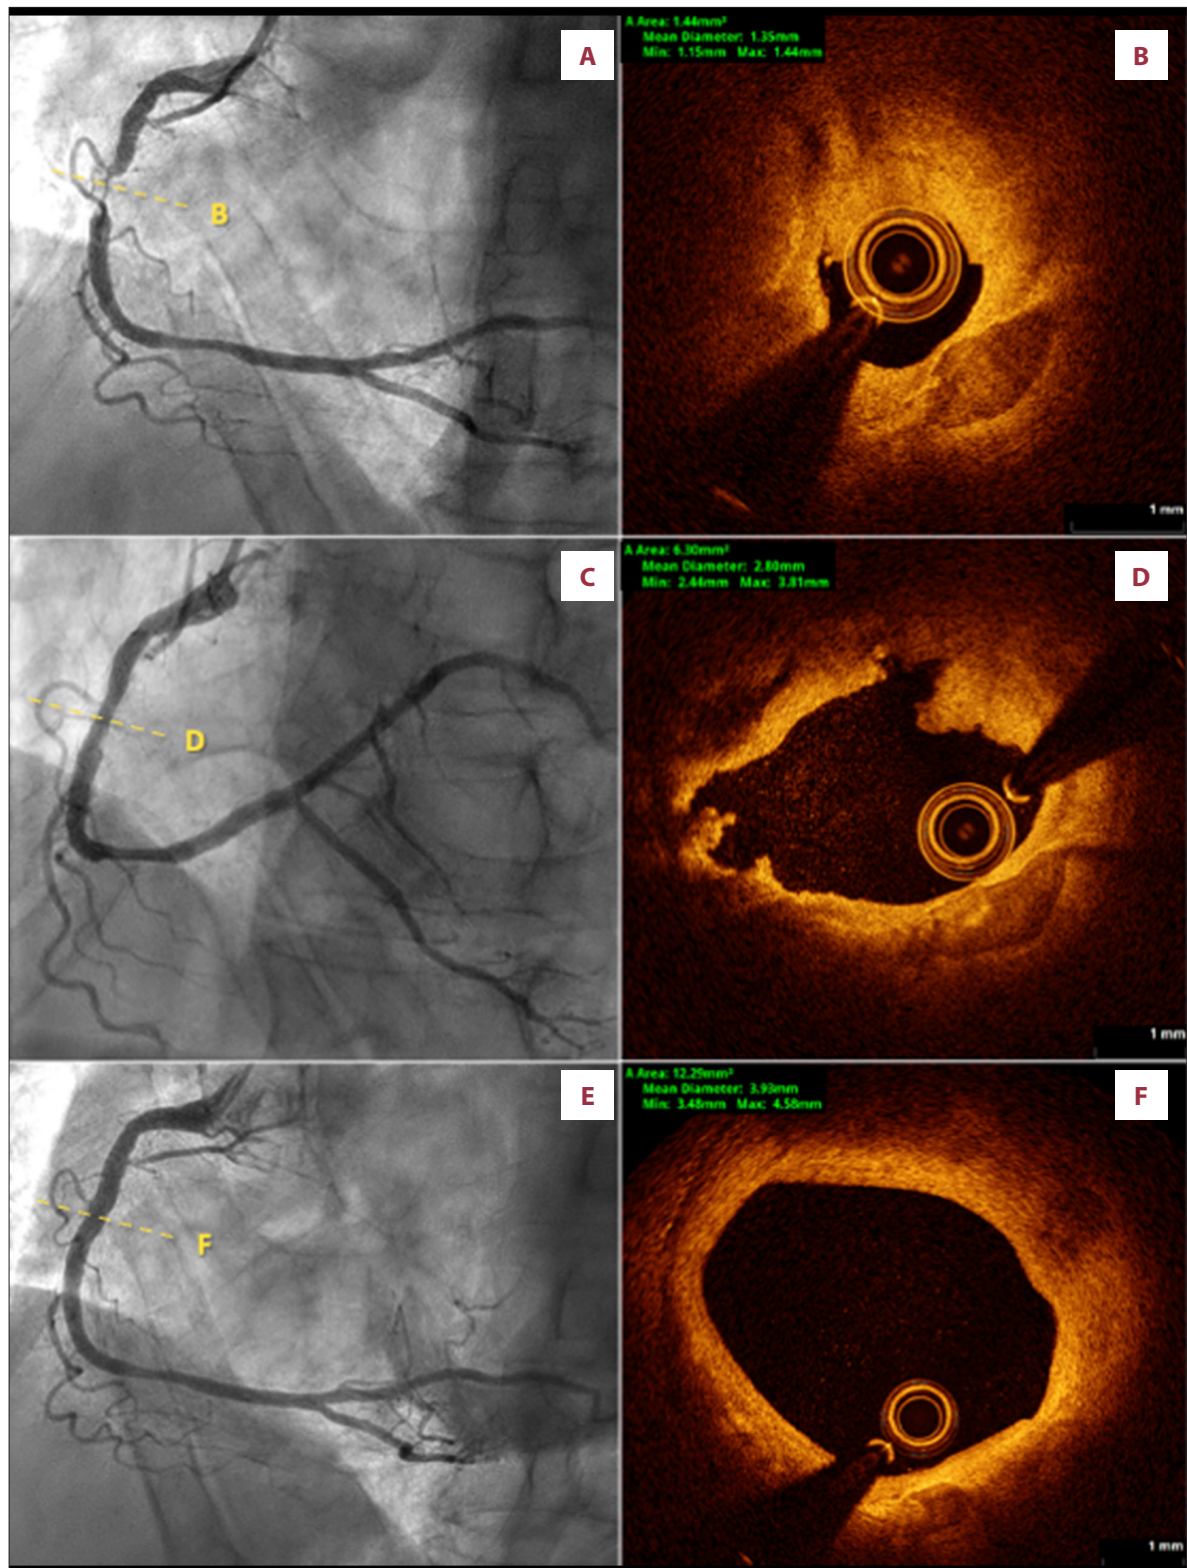 A
B
A Area: 1.44mm²
Mean Diameter: 1.35mm
Min: 1.15mm Max: 1.44mm
B
1 mm
C
D
A Area: 6.30mm²
Mean Diameter: 2.80mm
Min: 2.44mm Max: 3.81mm
D
1 mm
E
F
A Area: 12.29mm²
Mean Diameter: 3.93mm
Min: 3.48mm Max: 4.58mm
F
1 mm